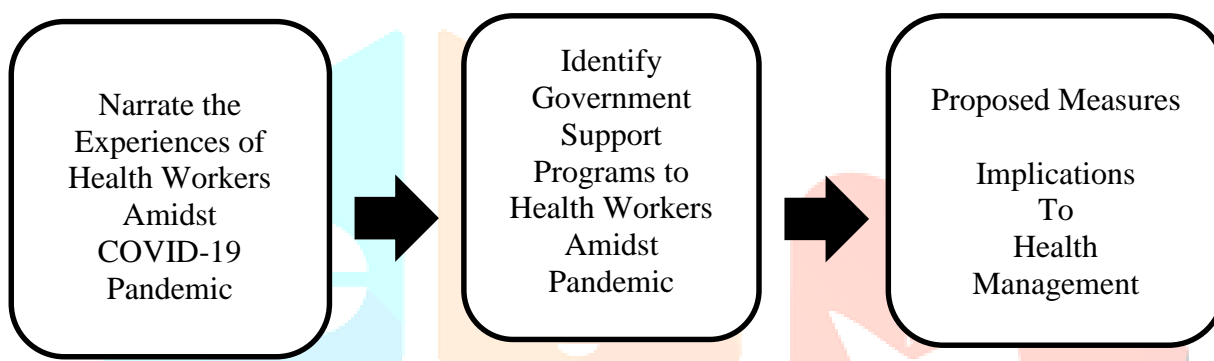 Narrate the
Experiences of
Health Workers
Amidst
COVID-19
Pandemic
Identify
Government
Support
Programs to
Health Workers
Amidst
Pandemic
Proposed Measures
Implications
To
Health
Management